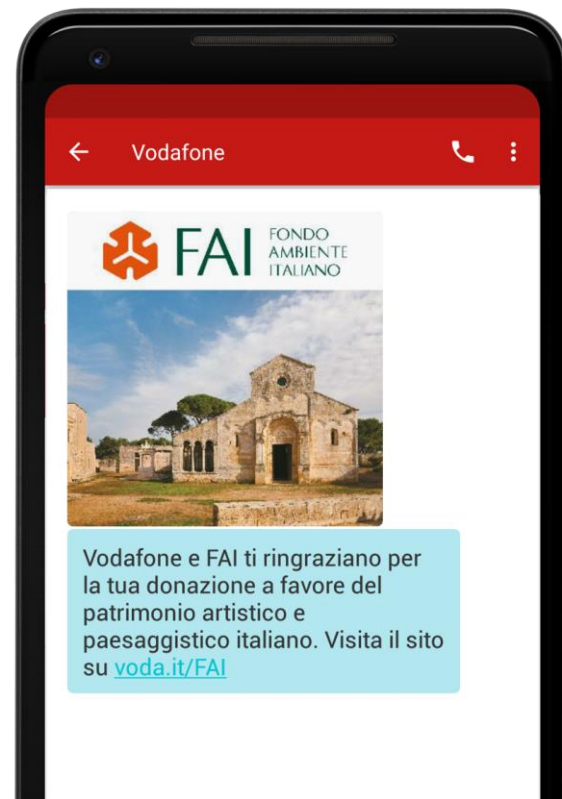 Vodafone
FAI
FONDO
AMBIENTE
ITALIANO
Vodafone e FAI ti ringraziano per
la tua donazione a favore del
patrimonio artistico e
paesaggistico italiano. Visita il sito
su voda.it/FAI